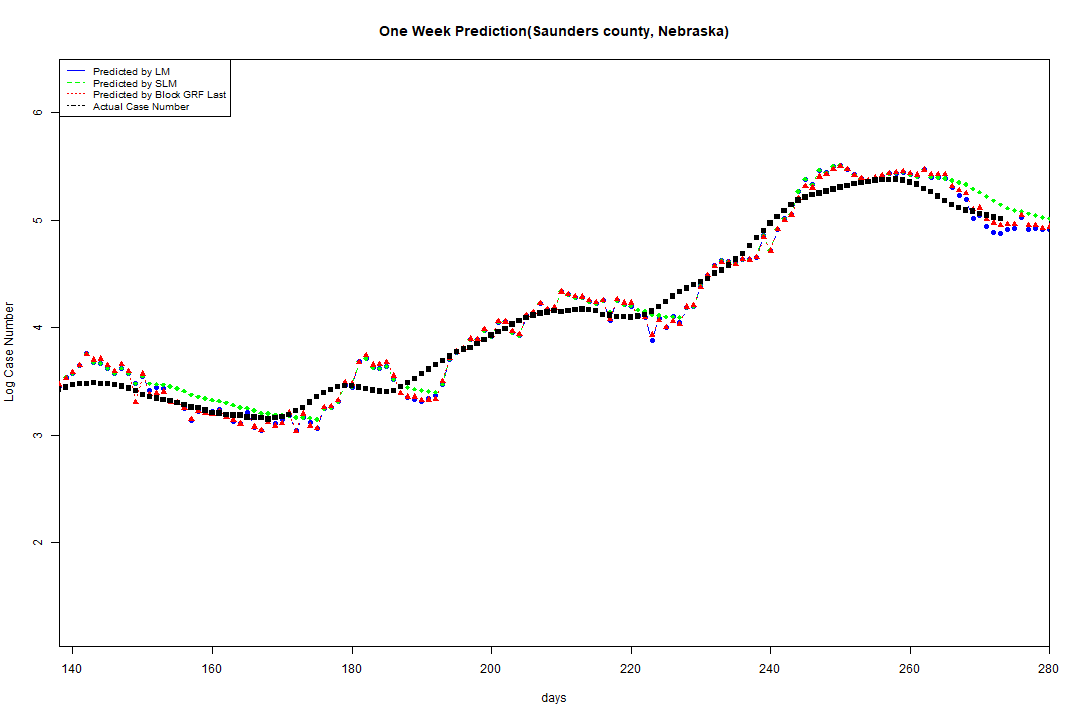 One Week Prediction(Saunders county, Nebraska)
Predicted by LM
Predicted by SLM
Predicted by Block GRF Last
Actual Case Number
6
5
4
3
2
Log Case Number
140 160 180 200 220 240 260 280
days